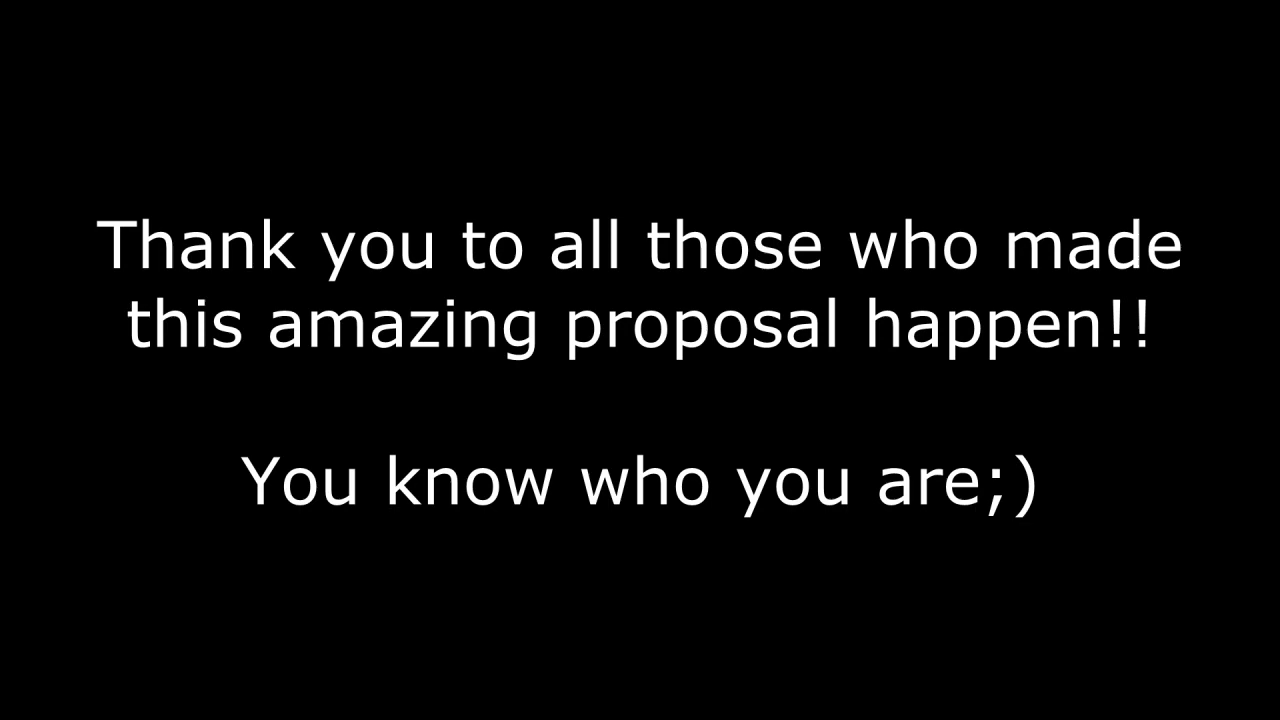 Thank you to all those who made
this amazing proposal happen!!
You know who you are;)